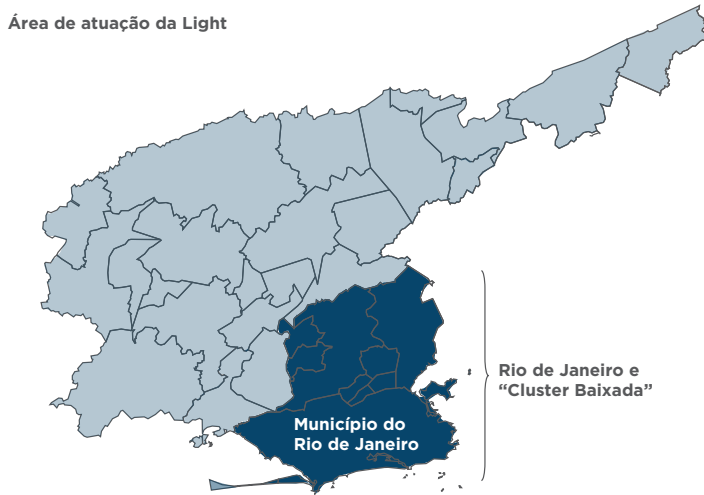 Área de atuação da Light
Rio de Janeiro e
“Cluster Baixada”
Município do
Rio de Janeiro